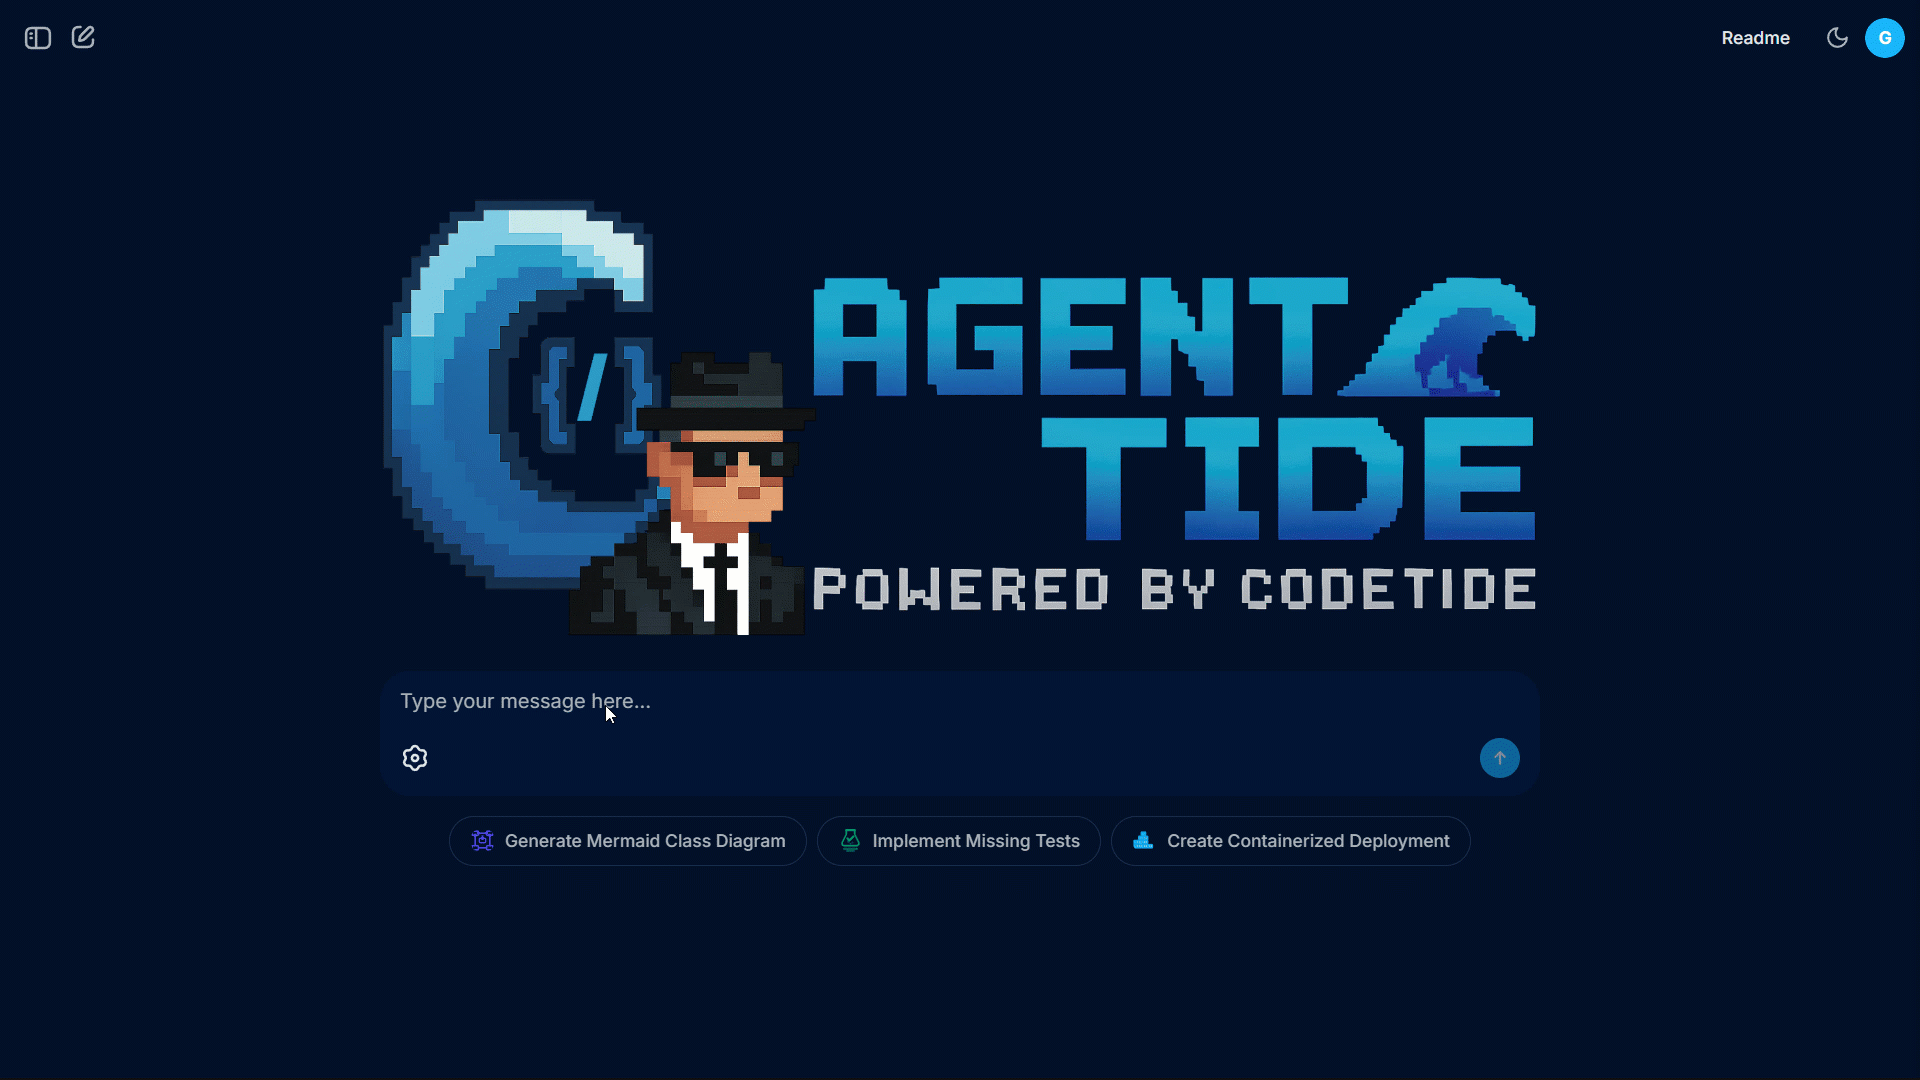 Readme
G
{/}
AGENT
TIDE
POWERED BY CODETIDE
Type your message here...
Generate Mermaid Class Diagram
Implement Missing Tests
Create Containerized Deployment